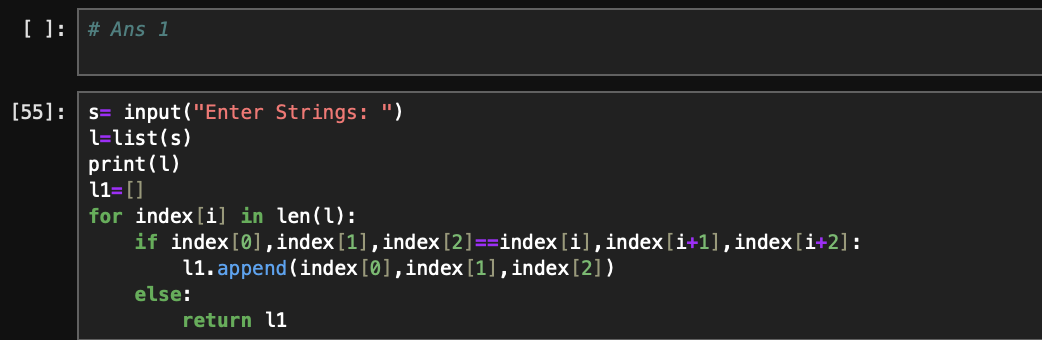 [ ]: # Ans 1
[55]: s= input("Enter Strings: ")
l=list(s)
print(l)
l1=[]
for index[i] in len(l):
    if index[0],index[1],index[2]==index[i],index[i+1],index[i+2]:
        l1.append(index[0],index[1],index[2])
    else:
        return l1